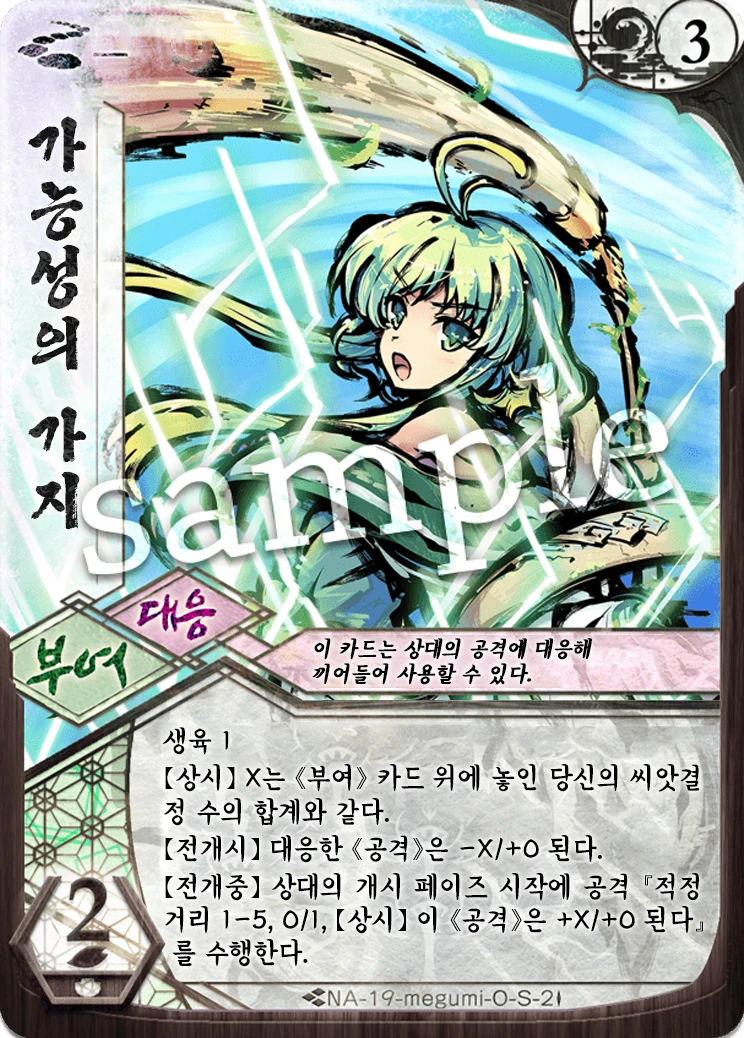 3
가능성의 가지
sample
대응
부여
이 카드는 상대의 공격에 대응해
끼어들어 사용할 수 있다.
생육 1
【상시】 X는 《부여》 카드 위에 놓인 당신의 씨앗결
정 수의 합계와 같다.
【전개시】 대응한 《공격》은 -X/+0 된다.
【전개중】 상대의 개시 페이즈 시작에 공격 『적정
거리 1-5, 0/1, 【상시】 이 《공격》은 +X/+0 된다』
를 수행한다.
2
NA-19-megumi-O-S-2